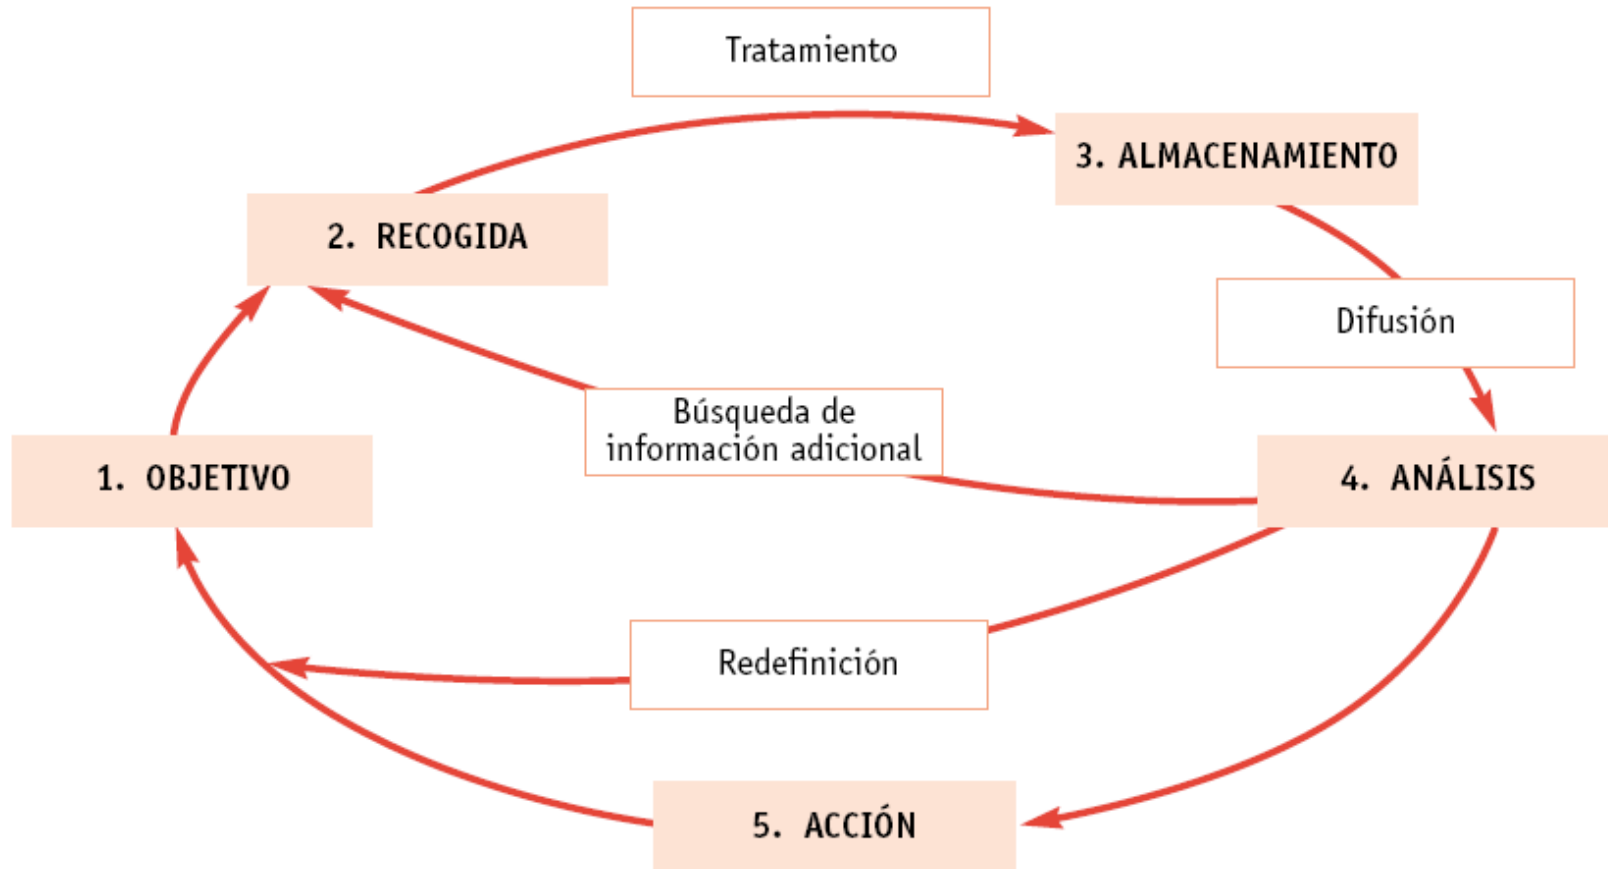 Tratamiento
3. ALMACENAMIENTO
2. RECOGIDA
Difusión
Búsqueda de
información adicional
1. OBJETIVO
4. ANÁLISIS
Redefinición
5. ACCIÓN